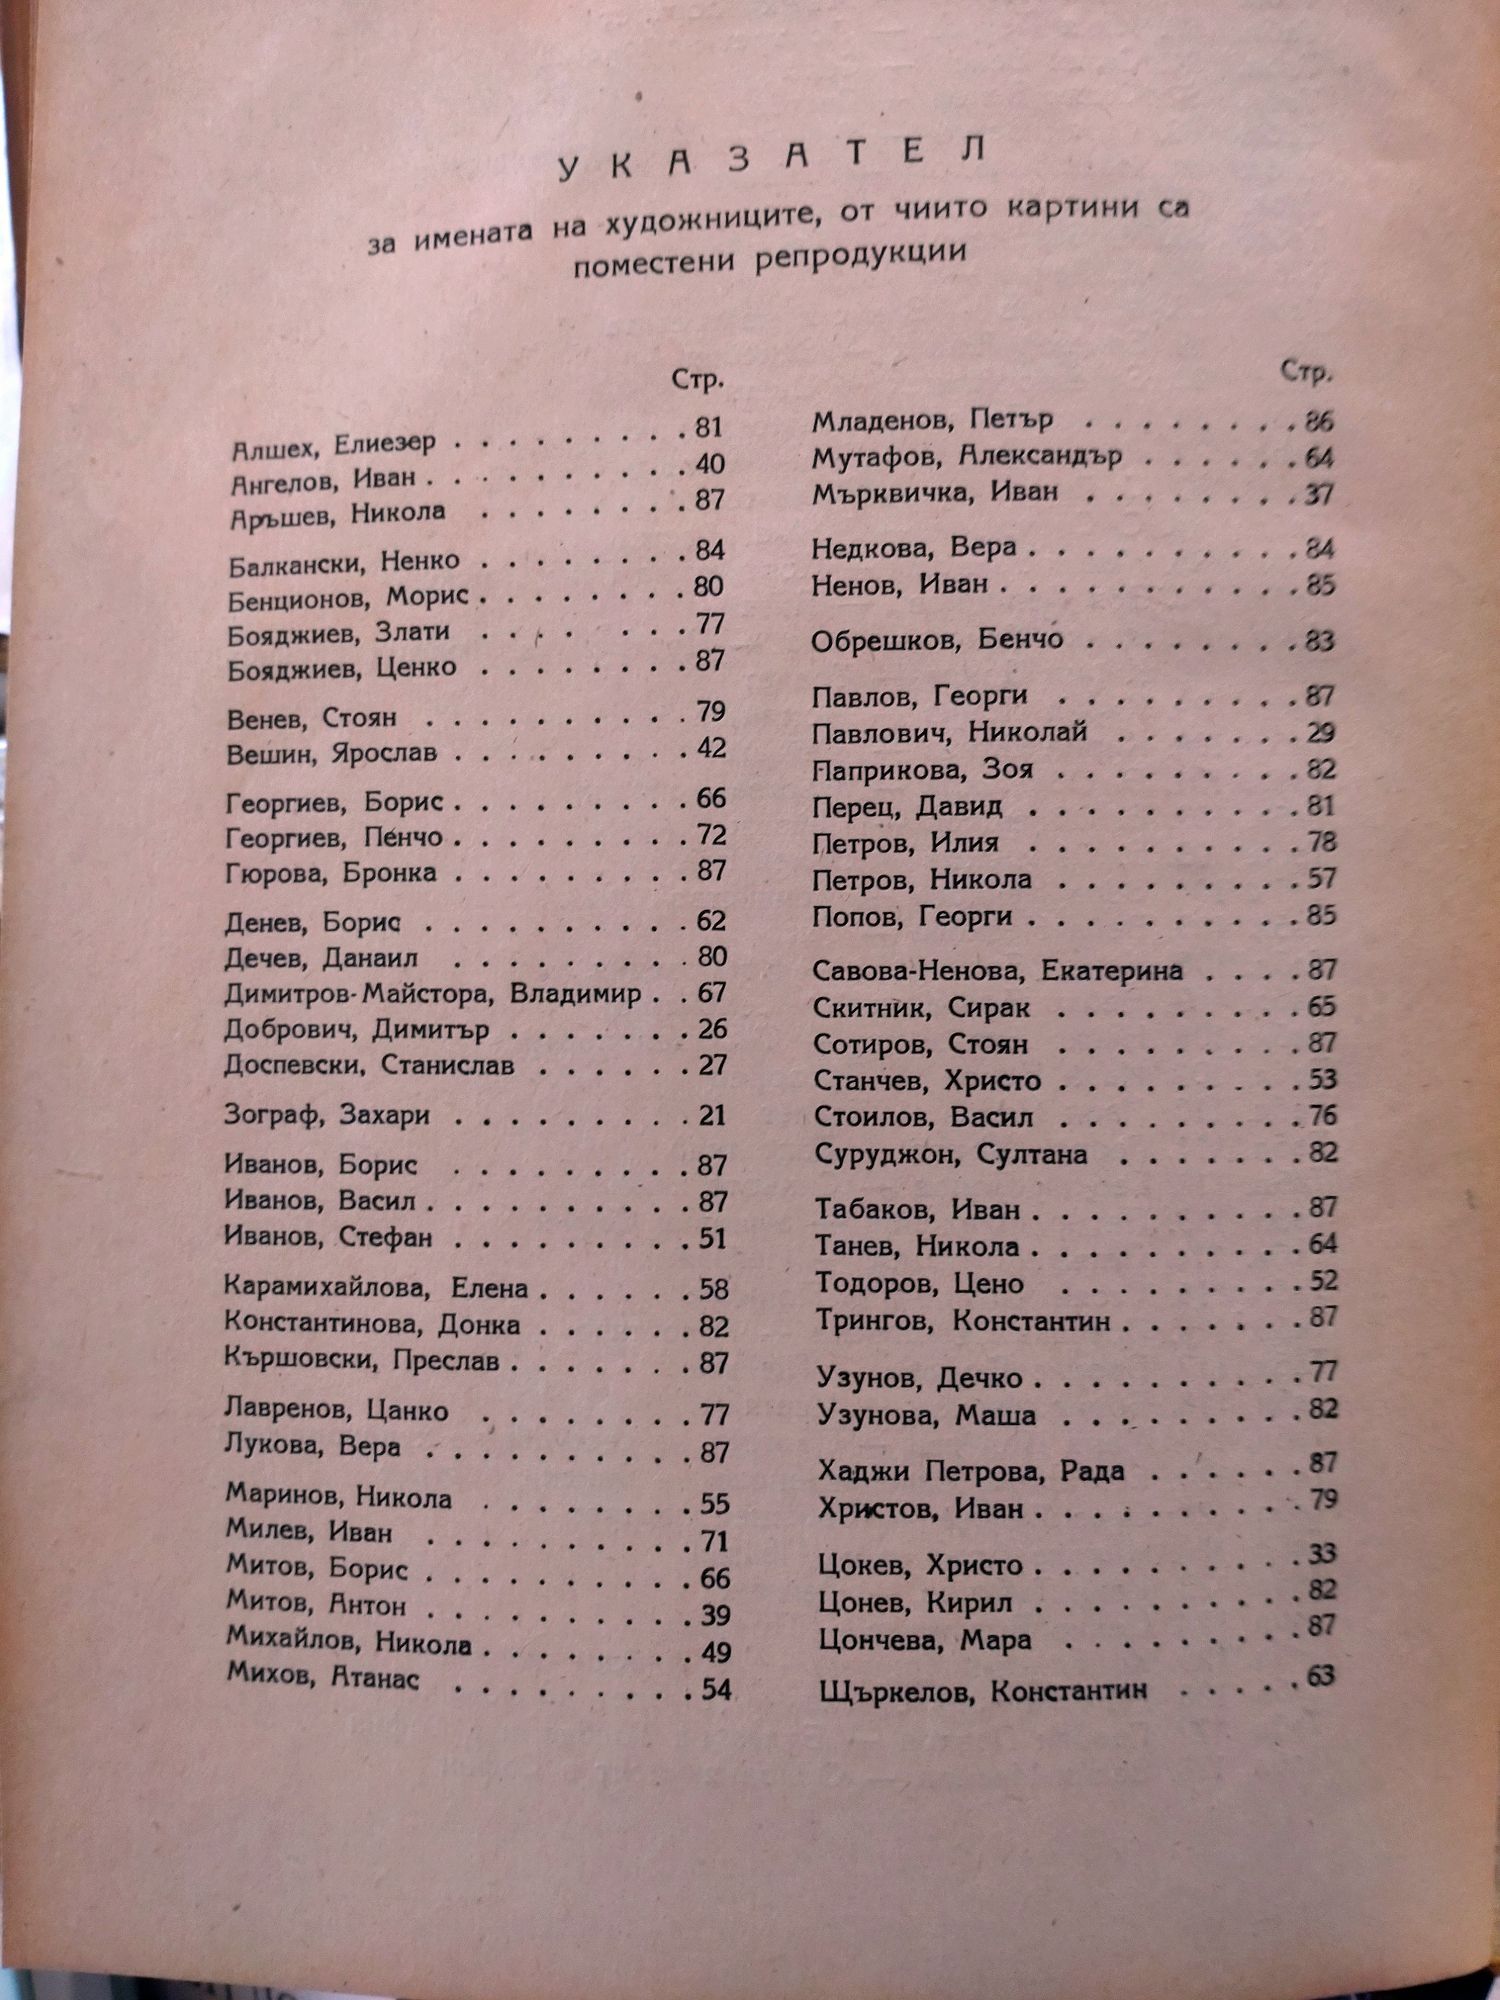 УКАЗАТЕЛ
за имената на художниците, от чиито картини са
поместени репродукции
Стр.
Алшех, Елиезер . . . . . . . . . 81
Ангелов, Иван . . . . . . . . . . 40
Аръшев, Никола . . . . . . . . 87
Балкански, Ненко . . . . . . . . 84
Бенционов, Морис . . . . . . . . 80
Бояджиев, Злати . . . . . . 77
Бояджиев, Ценко . . . . . . . . 87
Венев, Стоян . . . . . . . . . . 79
Вешин, Ярослав . . . . . . . . . 42
Георгиев, Борис . . . . . . . . . 66
Георгиев, Пенчо . . . . . . . . . 72
Гюрова, Бронка . . . . . . . . . 87
Денев, Борис . . . . . . . . . . 62
Дечев, Данаил . . . . . . . . . 80
Димитров-Майстора, Владимир . . 67
Добрович, Димитър . . . . . . . 26
Доспевски, Станислав . . . . . . 27
Зограф, Захари . . . . . . . . . 21
Иванов, Борис . . . . . . . . . 87
Иванов, Васил . . . . . . . . . . 87
Иванов, Стефан . . . . . . . . . 51
Карамихайлова, Елена . . . . . . 58
Константинова, Донка . . . . . . 82
Кършовски, Преслав . . . . . . . 87
Лавренов, Цанко . . . . . . . . 77
Лукова, Вера . . . . . . . . . . 87
Маринов, Никола . . . . . . . . 55
Милев, Иван . . . . . . . . . . 71
Митов, Борис . . . . . . . . . . 66
Митов, Антон . . . . . . . . . . 39
Михайлов, Никола . . . . . . . . 49
Михов, Атанас . . . . . . . . . 54
Стр.
Младенов, Петър . . . . . . . . 86
Мутафов, Александър . . . . . . 64
Мърквичка, Иван . . . . . . . . 37
Недкова, Вера . . . . . . . . . . 84
Ненов, Иван . . . . . . . . . . . 85
Обрешков, Бенчо . . . . . . . . 83
Павлов, Георги . . . . . . . . . 87
Павлович, Николай . . . . . . . 29
Паприкова, Зоя . . . . . . . . . 82
Перец, Давид . . . . . . . . . . 81
Петров, Илия . . . . . . . . . . 78
Петров, Никола . . . . . . . . . 57
Попов, Георги . . . . . . . . . . 85
Савова-Ненова, Екатерина . . . . 87
Скитник, Сирак . . . . . . . . . 65
Сотиров, Стоян . . . . . . . . . 87
Станчев, Христо . . . . . . . . . 53
Стоилов, Васил . . . . . . . . . 76
Суруджон, Султана . . . . . . . 82
Табаков, Иван . . . . . . . . . . 87
Танев, Никола . . . . . . . . . . 64
Тодоров, Цено . . . . . . . . . 52
Трингов, Константин . . . . . . . 87
Узунов, Дечко . . . . . . . . . . 77
Узунова, Маша . . . . . . . . . 82
Хаджи Петрова, Рада . . . . . . 87
Христов, Иван . . . . . . . . . . 79
Цокев, Христо . . . . . . . . . . 33
Цонев, Кирил . . . . . . . . . . 82
Цончева, Мара . . . . . . . . . 87
Щъркелов, Константин . . . . . 63